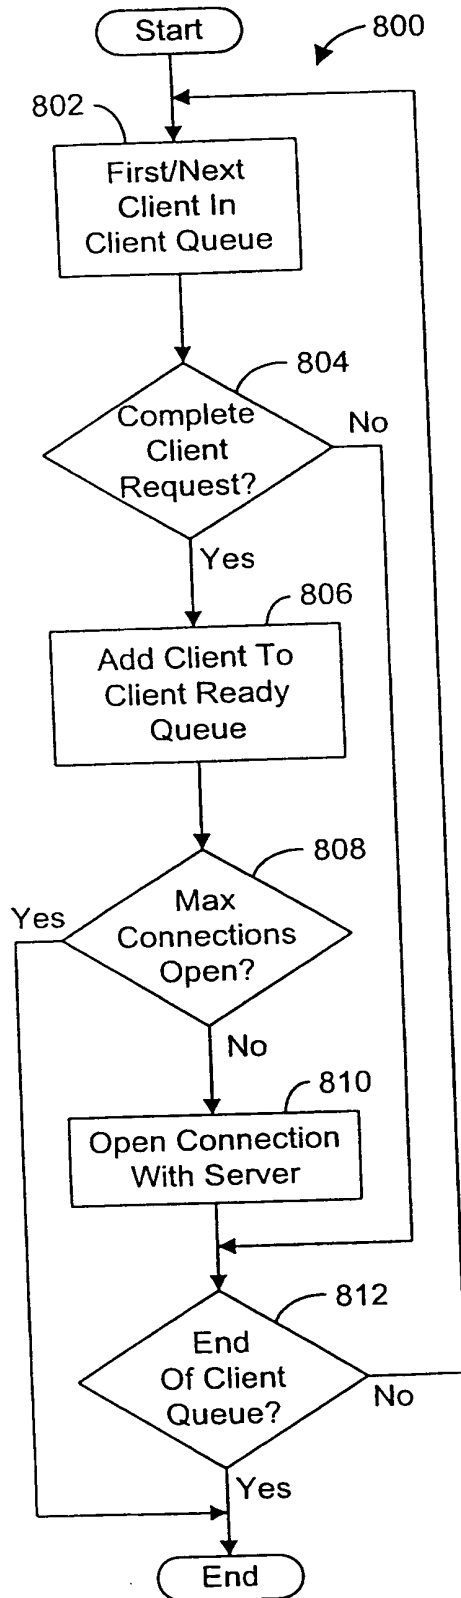 Start
800
802
First/Next
Client In
Client Queue
804
Complete
Client
Request?
No
Yes
806
Add Client To
Client Ready
Queue
808
Yes
Max
Connections
Open?
No
810
Open Connection
With Server
812
End
Of Client
Queue?
No
Yes
End